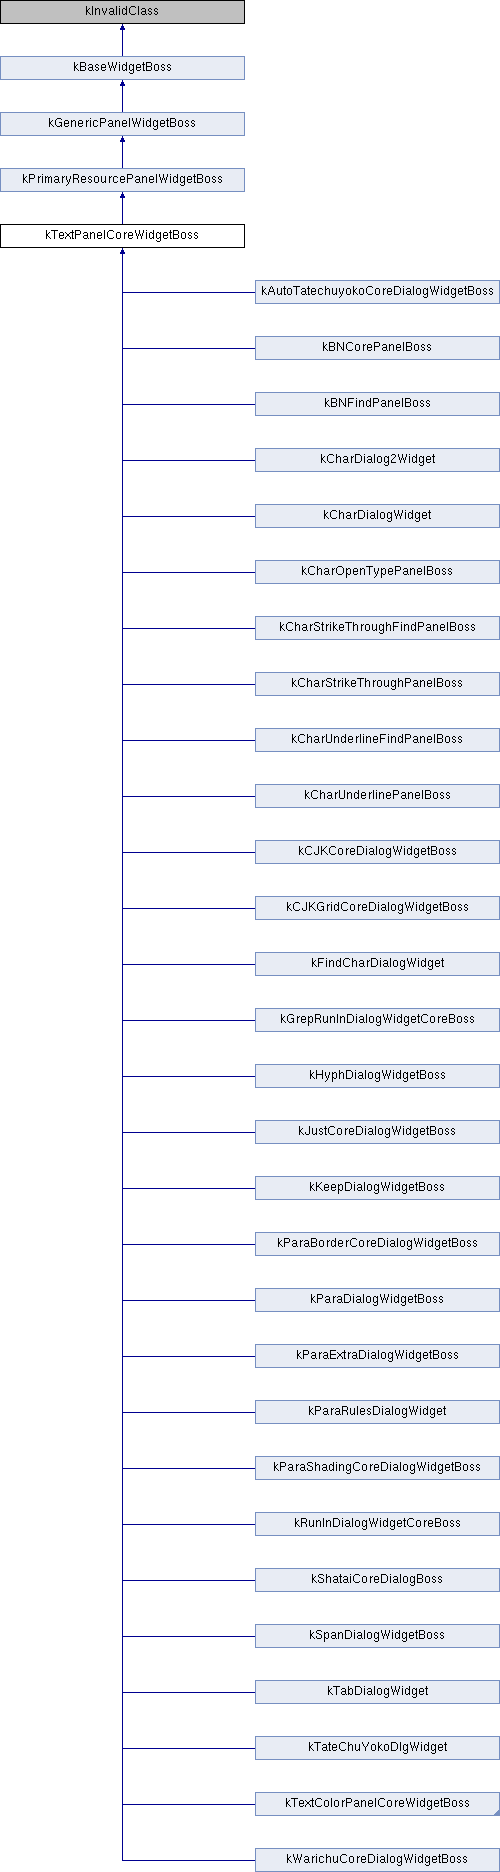 kInvalidClass
kBaseWidgetBoss
kGenericPanelWidgetBoss
kPrimaryResourcePanelWidgetBoss
kTextPanelCoreWidgetBoss
kAutoTatechuyokoCoreDialogWidgetBoss
kBNCorePanelBoss
kBNFindPanelBoss
kCharDialog2Widget
kCharDialogWidget
kCharOpenTypePanelBoss
kCharStrikeThroughFindPanelBoss
kCharStrikeThroughPanelBoss
kCharUnderlineFindPanelBoss
kCharUnderlinePanelBoss
kCJKCoreDialogWidgetBoss
kCJKGridCoreDialogWidgetBoss
kFindCharDialogWidget
kGrepRunInDialogWidgetCoreBoss
kHyphDialogWidgetBoss
kJustCoreDialogWidgetBoss
kKeepDialogWidgetBoss
kParaBorderCoreDialogWidgetBoss
kParaDialogWidgetBoss
kParaExtraDialogWidgetBoss
kParaRulesDialogWidget
kParaShadingCoreDialogWidgetBoss
kRunInDialogWidgetCoreBoss
kShataiCoreDialogBoss
kSpanDialogWidgetBoss
kTabDialogWidget
kTateChuYokoDlgWidget
kTextColorPanelCoreWidgetBoss
kWarichuCoreDialogWidgetBoss